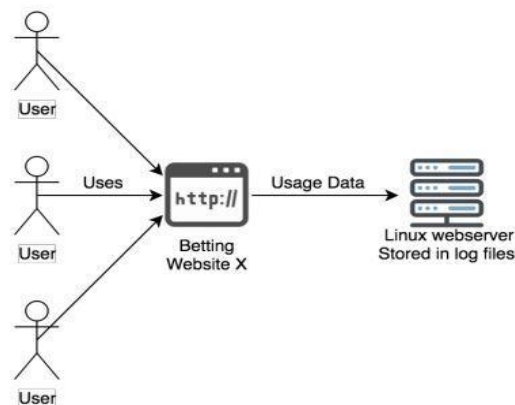 User
User
Uses
http://
Usage Data
Betting
Website X
Linux webserver
Stored in log files
User